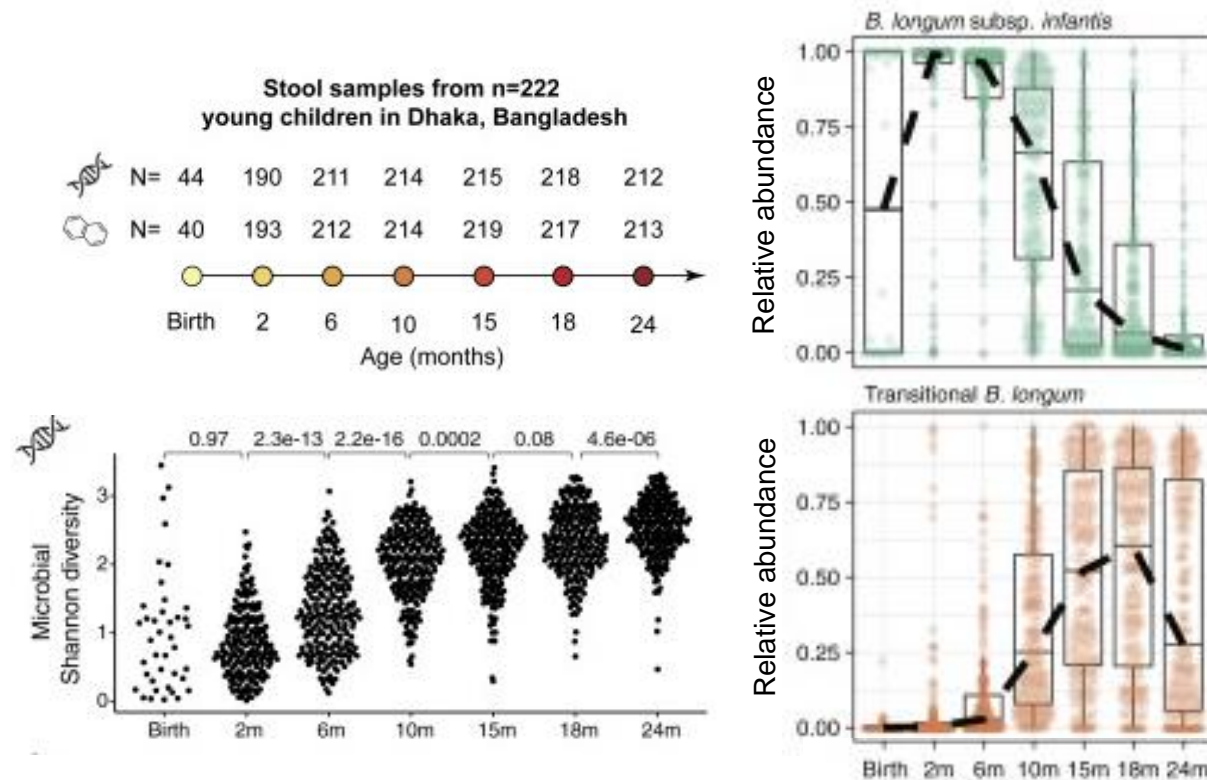 Stool samples from n=222
young children in Dhaka, Bangladesh
N= 44 190 211 214 215 218 212
N= 40 193 212 214 219 217 213
Birth 2 6 10 15 18 24
Age (months)
0.97 2.3e-13 2.2e-16 0.0002 0.08 4.6e-06
Microbial
Shannon diversity
3
2
1
0
Birth 2m 6m 10m 15m 18m 24m
B. longum subsp. infantis
Relative abundance
1.00
0.75
0.50
0.25
0.00
Transitional B. longum
Relative abundance
1.00
0.75
0.50
0.25
0.00
Birth 2m 6m 10m 15m 18m 24m